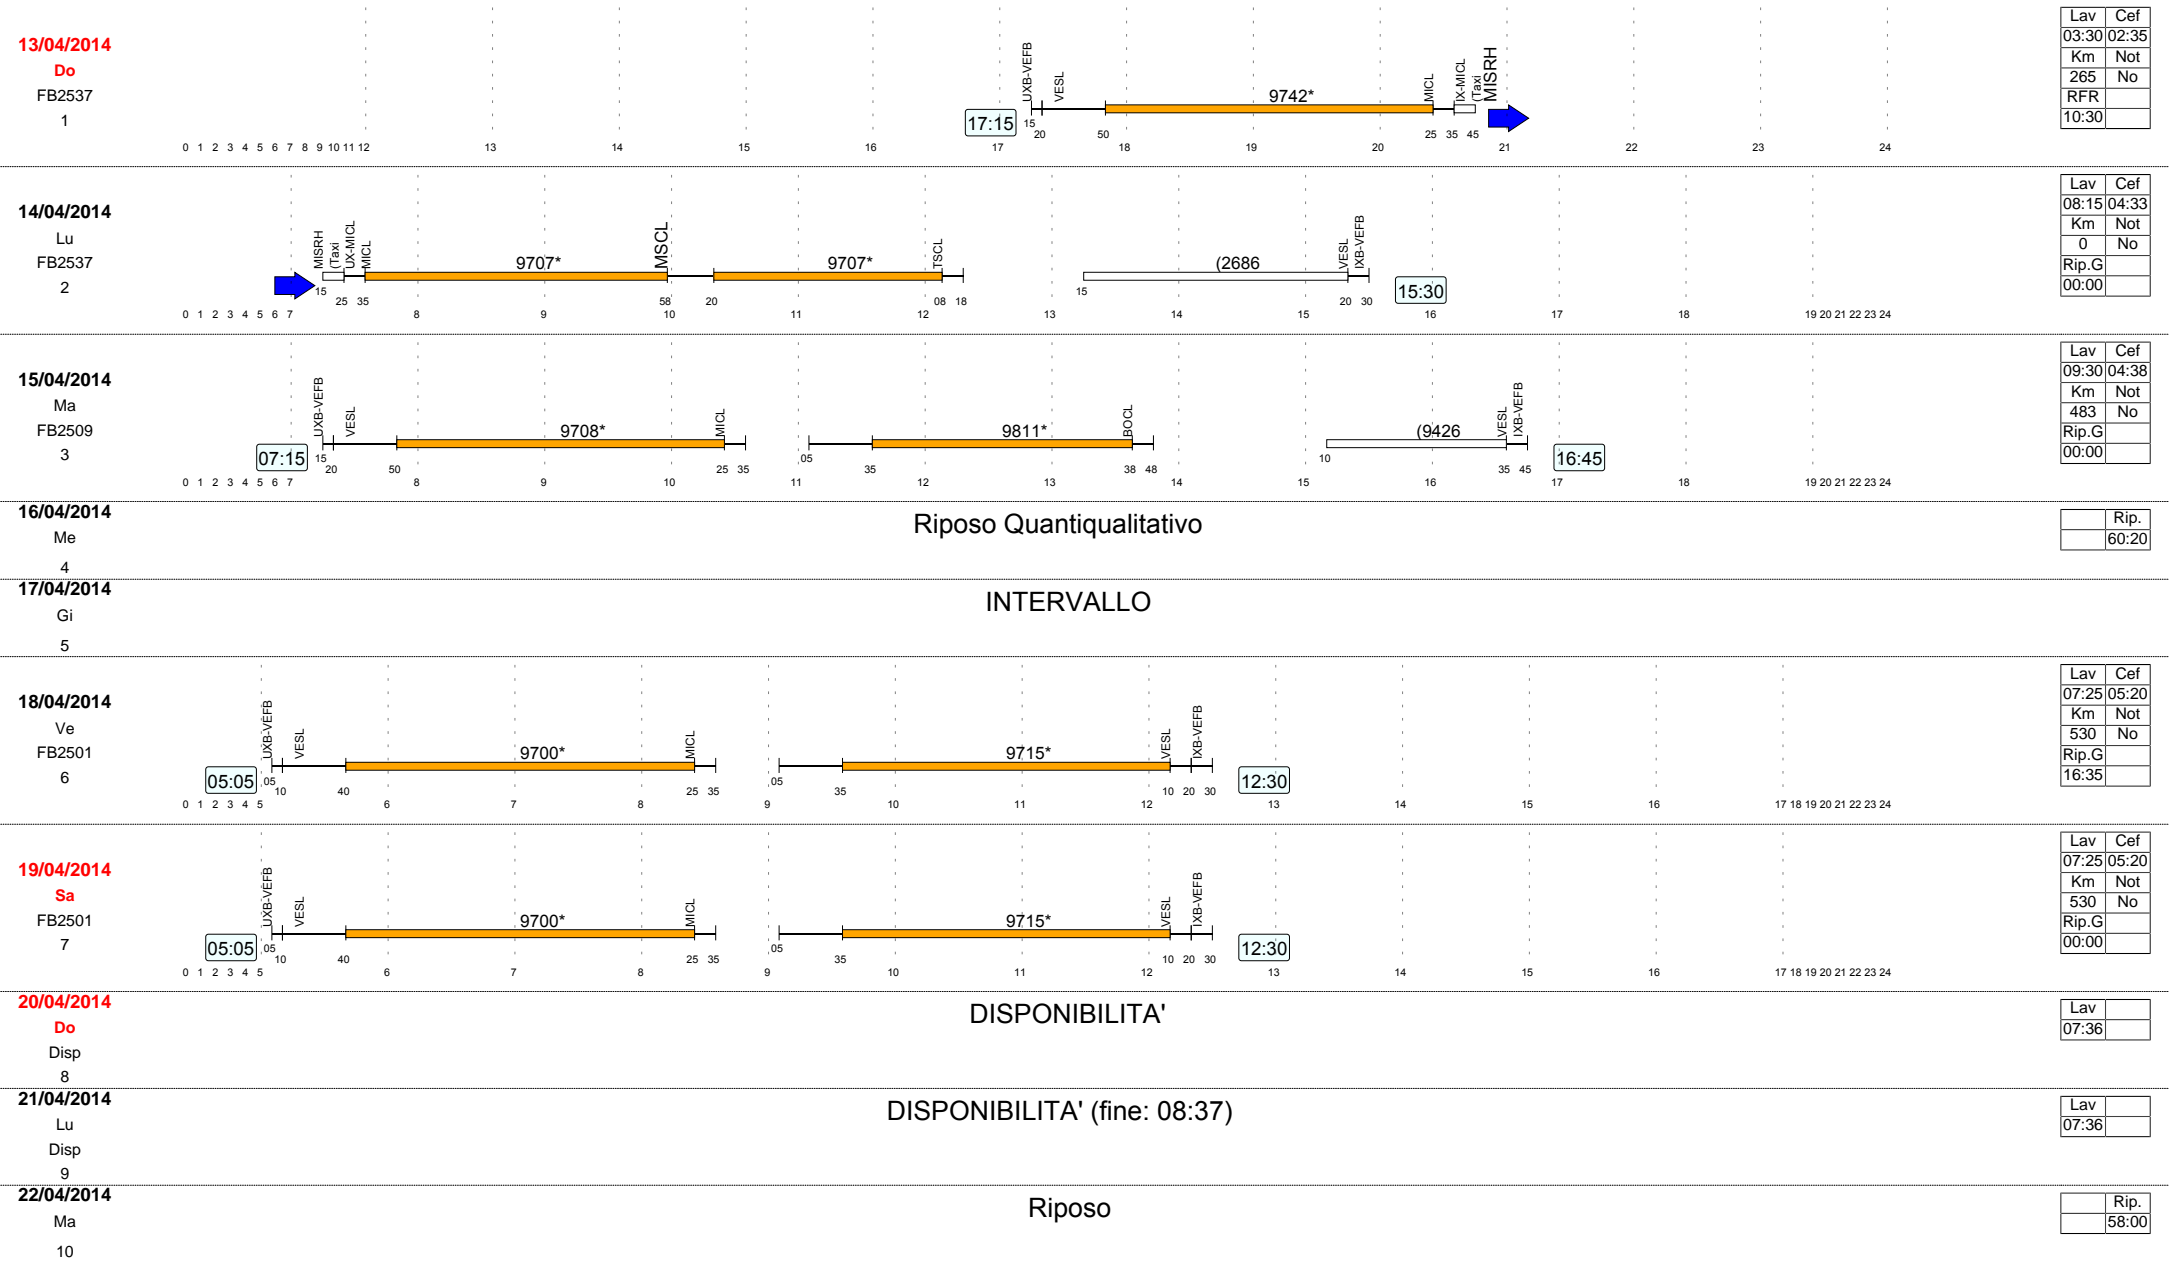 13/04/2014
Do
FB2537
1
17:15
UXB-VEFB
VESL
9742*
MICL
IX-MICL
(Taxi
MISRH
15 20 50 25 35 45
0 1 2 3 4 5 6 7 8 9 10 11 12 13 14 15 16 17 18 19 20 21 22 23 24
Lav Cef
03:30 02:35
Km Not
265 No
RFR
10:30
14/04/2014
Lu
FB2537
2
MISRH
(Taxi
UX-MICL
MICL
9707*
MSCL
9707*
TSCL
(2686
VESL
IXB-VEFB
15:30
15 25 35 58 20 08 18 15 20 30
0 1 2 3 4 5 6 7 8 9 10 11 12 13 14 15 16 17 18 19 20 21 22 23 24
Lav Cef
08:15 04:33
Km Not
0 No
Rip.G
00:00
15/04/2014
Ma
FB2509
3
07:15
UXB-VEFB
VESL
9708*
MICL
9811*
BOCL
(9426
VESL
IXB-VEFB
16:45
15 20 50 25 35 05 35 38 48 10 35 45
0 1 2 3 4 5 6 7 8 9 10 11 12 13 14 15 16 17 18 19 20 21 22 23 24
Lav Cef
09:30 04:38
Km Not
483 No
Rip.G
00:00
16/04/2014
Me
4
Riposo Quantiqualitativo
Rip.
60:20
17/04/2014
Gi
5
INTERVALLO
18/04/2014
Ve
FB2501
6
05:05
UXB-VEFB
VESL
9700*
MICL
9715*
VESL
IXB-VEFB
12:30
05 10 40 25 35 05 35 10 20 30
0 1 2 3 4 5 6 7 8 9 10 11 12 13 14 15 16 17 18 19 20 21 22 23 24
Lav Cef
07:25 05:20
Km Not
530 No
Rip.G
16:35
19/04/2014
Sa
FB2501
7
05:05
UXB-VEFB
VESL
9700*
MICL
9715*
VESL
IXB-VEFB
12:30
05 10 40 25 35 05 35 10 20 30
0 1 2 3 4 5 6 7 8 9 10 11 12 13 14 15 16 17 18 19 20 21 22 23 24
Lav Cef
07:25 05:20
Km Not
530 No
Rip.G
00:00
20/04/2014
Do
Disp
8
DISPONIBILITA'
Lav
07:36
21/04/2014
Lu
Disp
9
DISPONIBILITA' (fine: 08:37)
Lav
07:36
22/04/2014
Ma
10
Riposo
Rip.
58:00